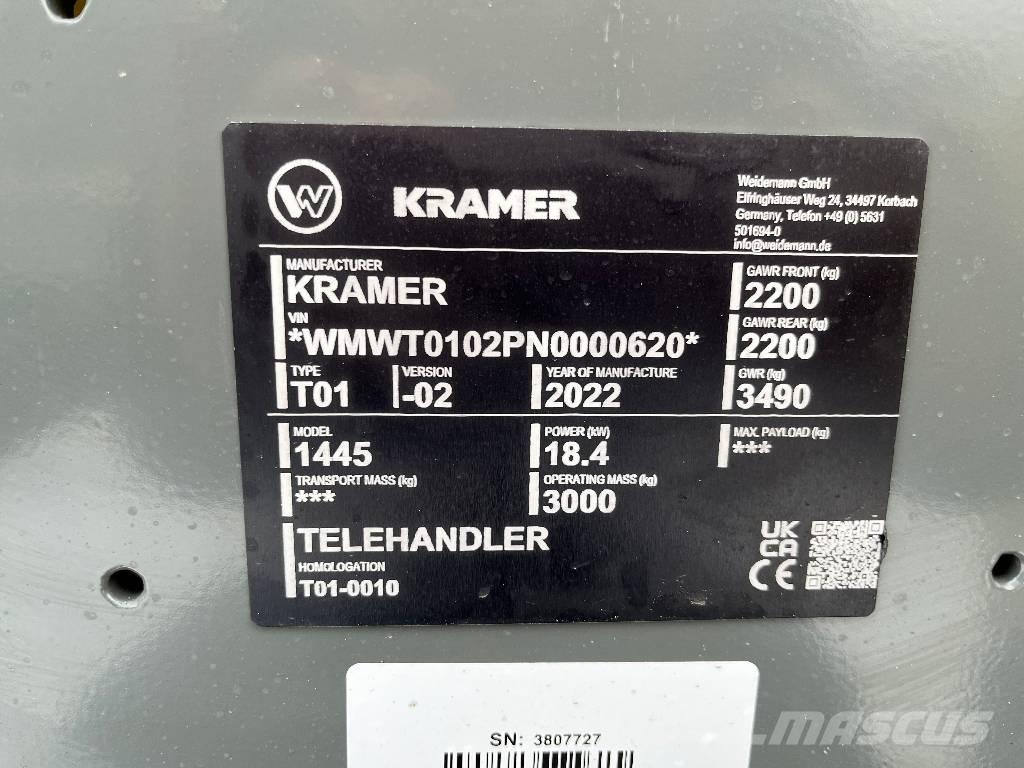 W KRAMER
Weidemann GmbH
Elfringhäuser Weg 24, 34497 Korbach
Germany, Telefon +49 (0) 5631
501694-0
info@weidemann.de
MANUFACTURER
KRAMER
VIN
*WMWT0102PN0000620*
GAWR FRONT (kg)
2200
GAWR REAR (kg)
2200
TYPE VERSION YEAR OF MANUFACTURE GWR (kg)
T01 -02 2022 3490
MODEL POWER (kW) MAX. PAYLOAD (kg)
1445 18.4 ***
TRANSPORT MASS (kg) OPERATING MASS (kg)
*** 3000
TELEHANDLER
HOMOLOGATION
T01-0010
UK
CA
CE
SN: 3807727
MASCUS